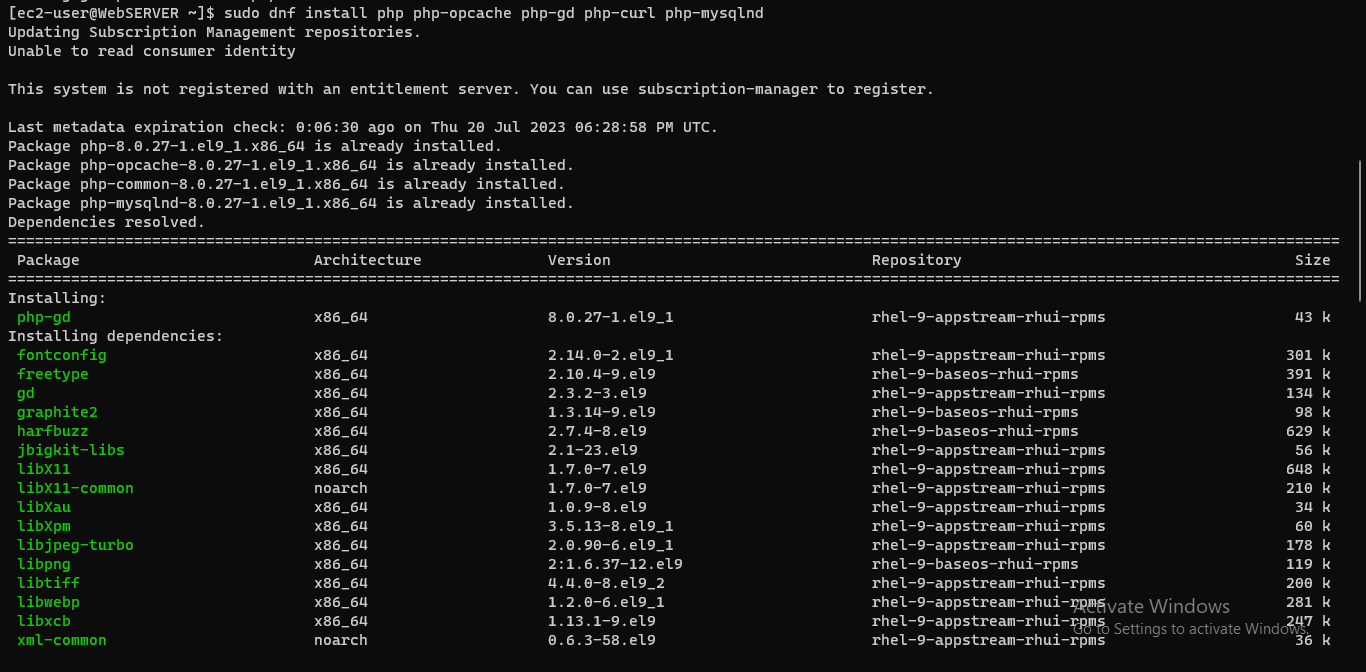 [ec2-user@WebSERVER ~]$ sudo dnf install php php-opcache php-gd php-curl php-mysqlnd
Updating Subscription Management repositories.
Unable to read consumer identity
This system is not registered with an entitlement server. You can use subscription-manager to register.
Last metadata expiration check: 0:06:30 ago on Thu 20 Jul 2023 06:28:58 PM UTC.
Package php-8.0.27-1.el9_1.x86_64 is already installed.
Package php-opcache-8.0.27-1.el9_1.x86_64 is already installed.
Package php-common-8.0.27-1.el9_1.x86_64 is already installed.
Package php-mysqlnd-8.0.27-1.el9_1.x86_64 is already installed.
Dependencies resolved.
Package Architecture Version Repository Size
Installing:
php-gd x86_64 8.0.27-1.el9_1 rhel-9-appstream-rhui-rpms 43 k
Installing dependencies:
fontconfig x86_64 2.14.0-2.el9_1 rhel-9-appstream-rhui-rpms 301 k
freetype x86_64 2.10.4-9.el9 rhel-9-baseos-rhui-rpms 391 k
gd x86_64 2.3.2-3.el9 rhel-9-appstream-rhui-rpms 134 k
graphite2 x86_64 1.3.14-9.el9 rhel-9-baseos-rhui-rpms 98 k
harfbuzz x86_64 2.7.4-8.el9 rhel-9-baseos-rhui-rpms 629 k
jbigkit-libs x86_64 2.1-23.el9 rhel-9-appstream-rhui-rpms 56 k
libX11 x86_64 1.7.0-7.el9 rhel-9-appstream-rhui-rpms 648 k
libX11-common noarch 1.7.0-7.el9 rhel-9-appstream-rhui-rpms 210 k
libXau x86_64 1.0.9-8.el9 rhel-9-appstream-rhui-rpms 34 k
libXpm x86_64 3.5.13-8.el9_1 rhel-9-appstream-rhui-rpms 60 k
libjpeg-turbo x86_64 2.0.90-6.el9_1 rhel-9-appstream-rhui-rpms 178 k
libpng x86_64 2:1.6.37-12.el9 rhel-9-baseos-rhui-rpms 119 k
libtiff x86_64 4.4.0-8.el9_2 rhel-9-appstream-rhui-rpms 200 k
libwebp x86_64 1.2.0-6.el9_1 rhel-9-appstream-rhui-rpms 281 k
libxcb x86_64 1.13.1-9.el9 rhel-9-appstream-rhui-rpms 247 k
xml-common noarch 0.6.3-58.el9 rhel-9-appstream-rhui-rpms 36 k
Activate Windows
Go to Settings to activate Windows.